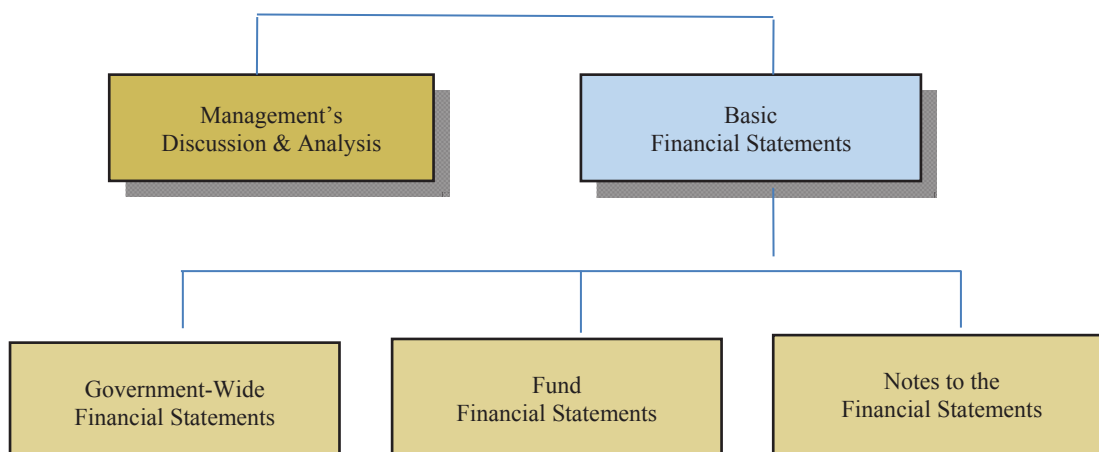 Management’s
Discussion & Analysis
Basic
Financial Statements
Government-Wide
Financial Statements
Fund
Financial Statements
Notes to the
Financial Statements